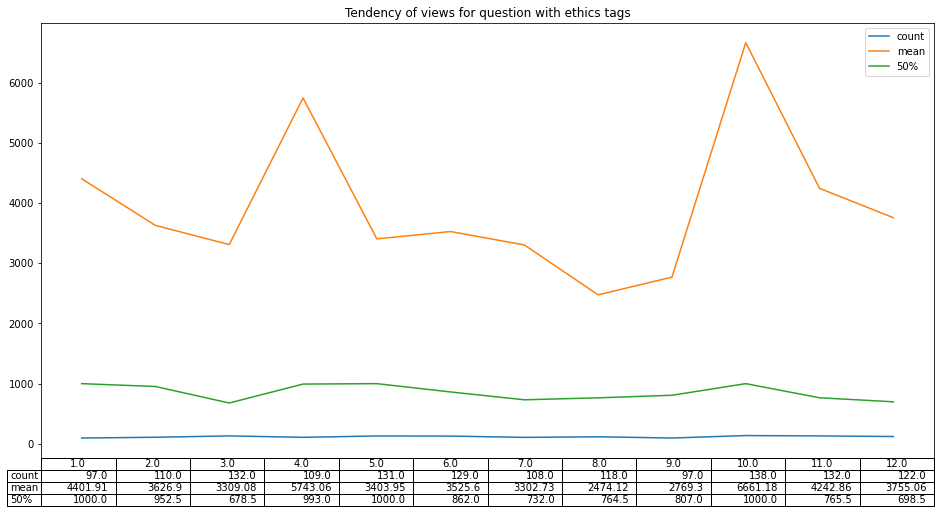 Tendency of views for question with ethics tags
count
mean
50%
6000
5000
4000
3000
2000
1000
0
1.0 2.0 3.0 4.0 5.0 6.0 7.0 8.0 9.0 10.0 11.0 12.0
count 97.0 110.0 132.0 109.0 131.0 129.0 108.0 118.0 97.0 138.0 132.0 122.0
mean 4401.91 3626.9 3309.08 5743.06 3403.95 3525.6 3302.73 2474.12 2769.3 6661.18 4242.86 3755.06
50% 1000.0 952.5 678.5 993.0 1000.0 862.0 732.0 764.5 807.0 1000.0 765.5 698.5